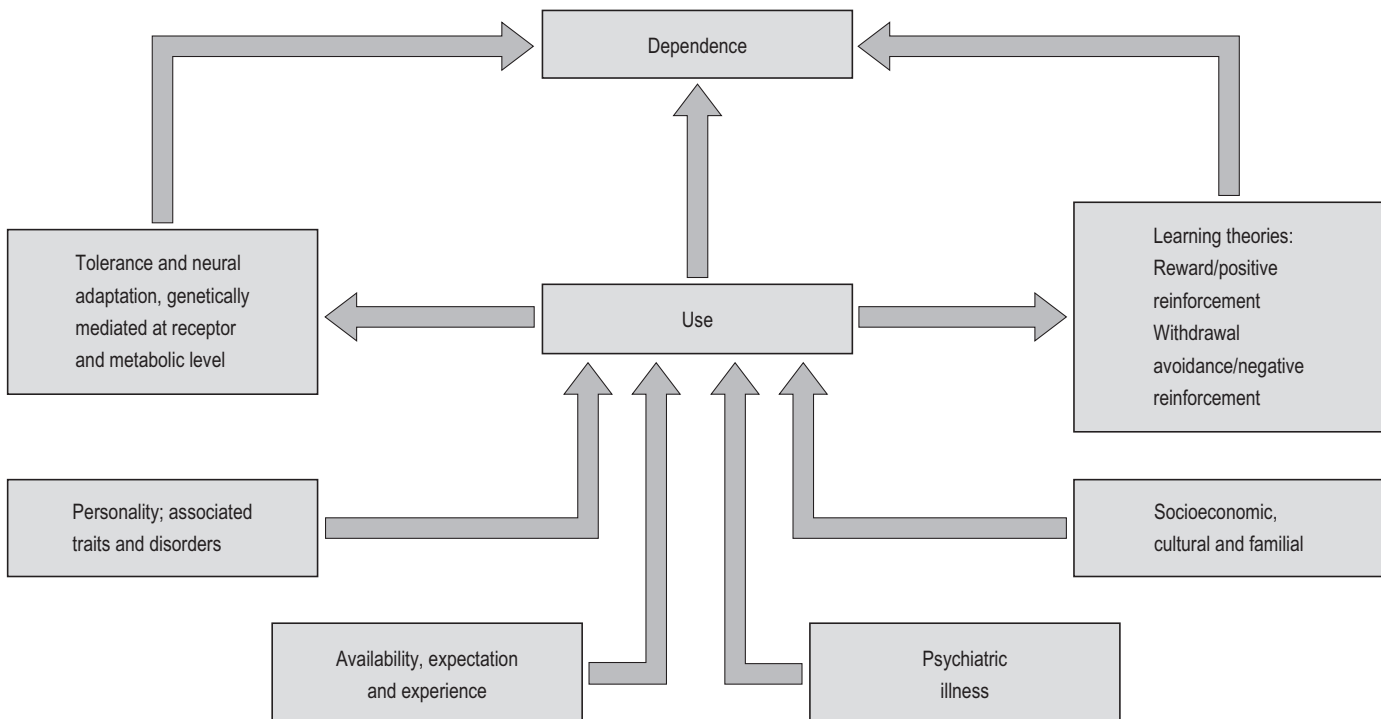 Dependence
Tolerance and neural
adaptation, genetically
mediated at receptor
and metabolic level
Use
Learning theories:
Reward/positive
reinforcement
Withdrawal
avoidance/negative
reinforcement
Personality; associated
traits and disorders
Socioeconomic,
cultural and familial
Availability, expectation
and experience
Psychiatric
illness